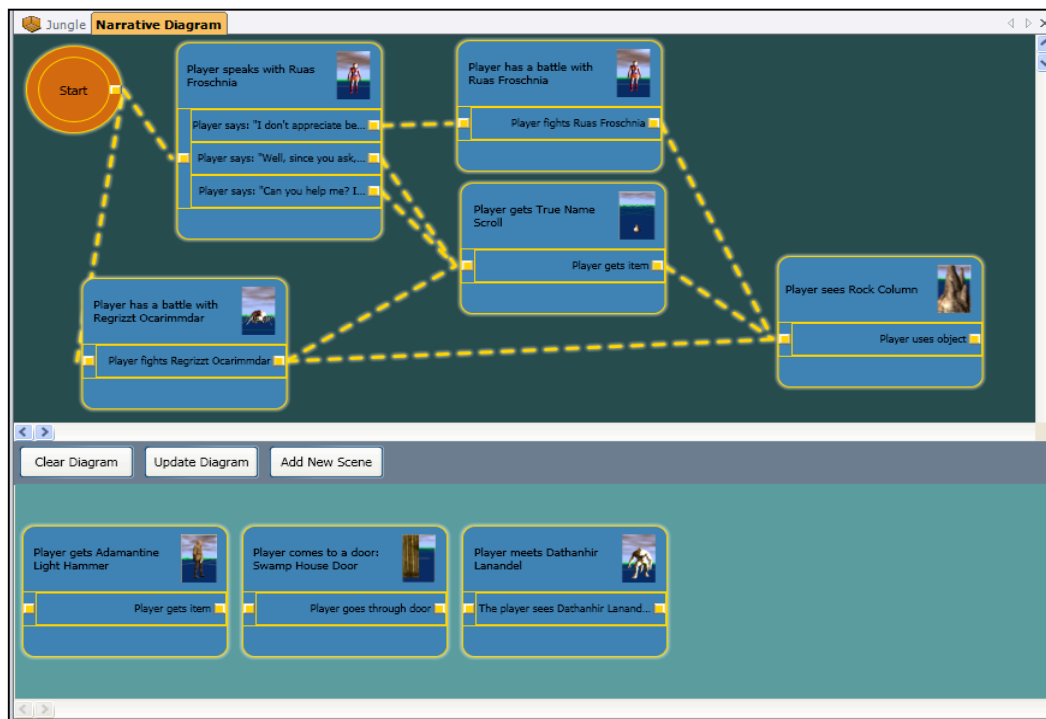 Jungle
Narrative Diagram
Start
Player speaks with Ruas
Froschnia
Player says: "I don't appreciate be...
Player says: "Well, since you ask,...
Player says: "Can you help me? I...
Player has a battle with
Ruas Froschnia
Player fights Ruas Froschnia
Player gets True Name
Scroll
Player gets item
Player has a battle with
Regrizzt Ocarimmdar
Player fights Regrizzt Ocarimmdar
Player sees Rock Column
Player uses object
Clear Diagram
Update Diagram
Add New Scene
Player gets Adamantine
Light Hammer
Player gets item
Player comes to a door:
Swamp House Door
Player goes through door
Player meets Dathanhir
Lanandel
The player sees Dathanhir Lanand...